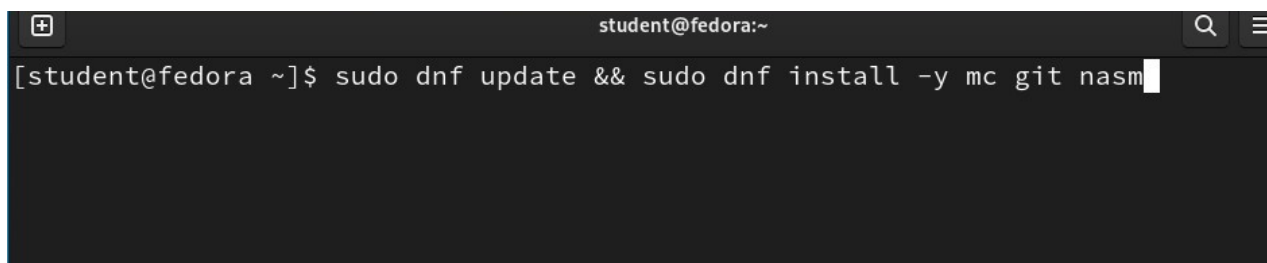 student@fedora:~
[student@fedora ~]$ sudo dnf update && sudo dnf install -y mc git nasm